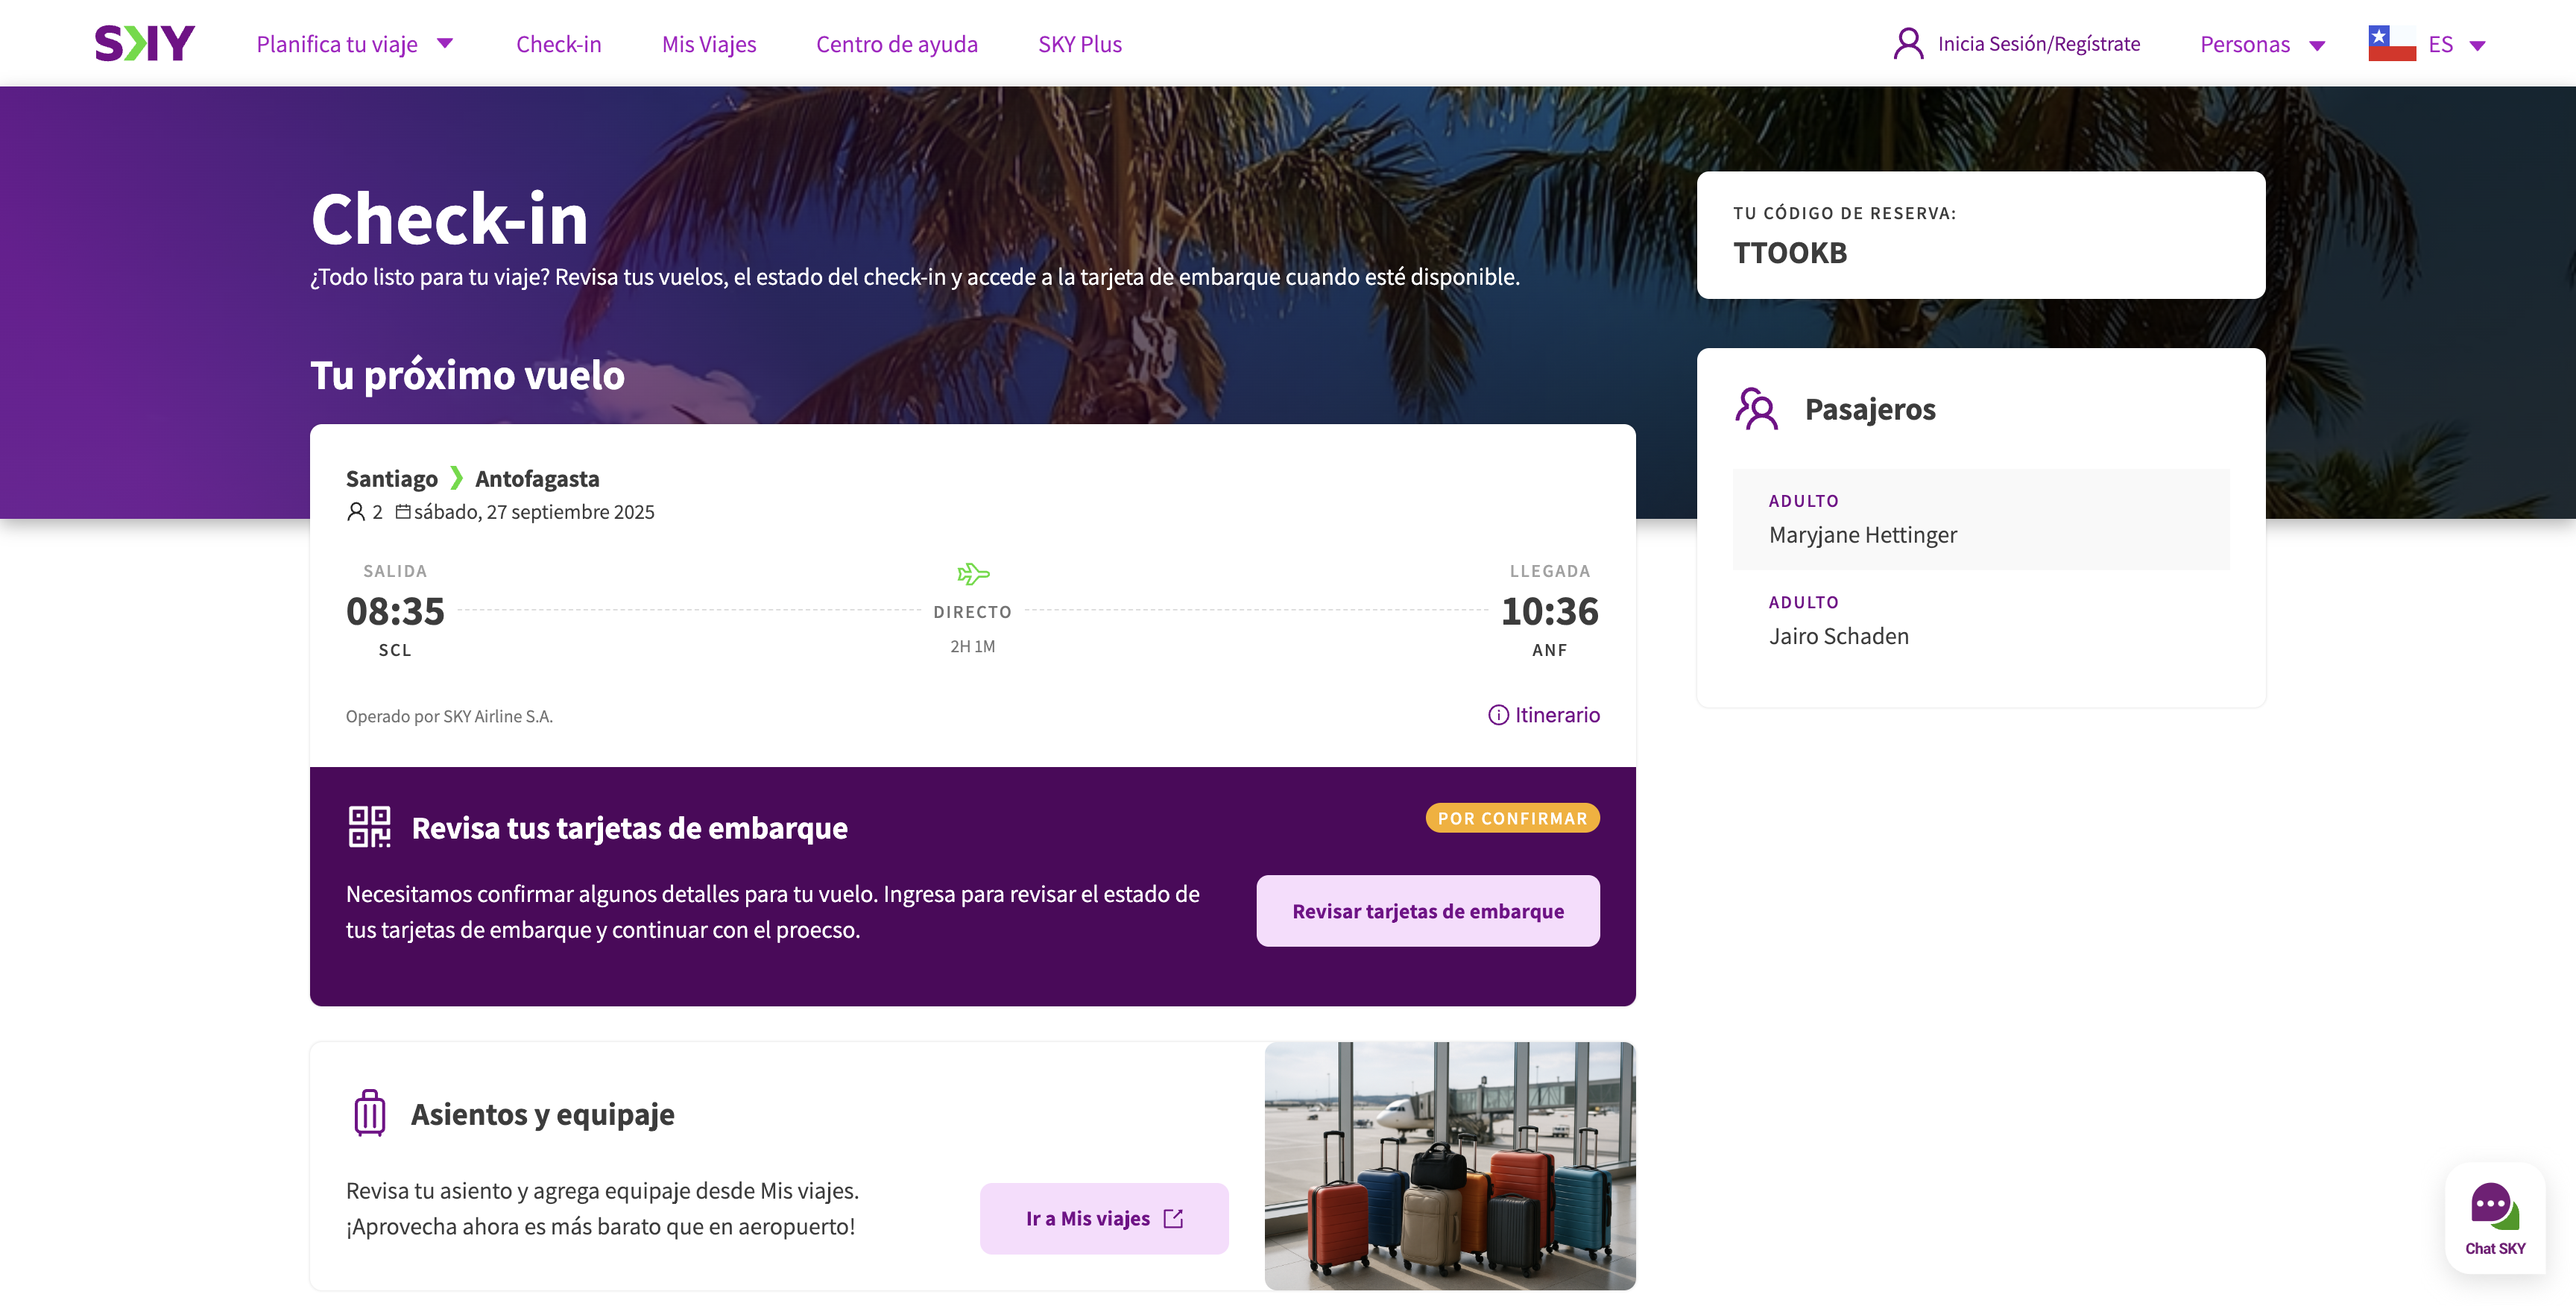 SKY
Planifica tu viaje
Check-in
Mis Viajes
Centro de ayuda
SKY Plus
Inicia Sesión/Regístrate
Personas
ES
Check-in
¿Todo listo para tu viaje? Revisa tus vuelos, el estado del check-in y accede a la tarjeta de embarque cuando esté disponible.
TU CÓDIGO DE RESERVA:
TTOOKB
Tu próximo vuelo
Santiago Antofagasta
2 sábado, 27 septiembre 2025
SALIDA
08:35
SCL
DIRECTO
2H 1M
LLEGADA
10:36
ANF
Operado por SKY Airline S.A.
Itinerario
Pasajeros
ADULTO
Maryjane Hettinger
ADULTO
Jairo Schaden
Revisa tus tarjetas de embarque
POR CONFIRMAR
Necesitamos confirmar algunos detalles para tu vuelo. Ingresa para revisar el estado de
tus tarjetas de embarque y continuar con el proecso.
Revisar tarjetas de embarque
Asientos y equipaje
Revisa tu asiento y agrega equipaje desde Mis viajes.
¡Aprovecha ahora es más barato que en aeropuerto!
Ir a Mis viajes
Chat SKY